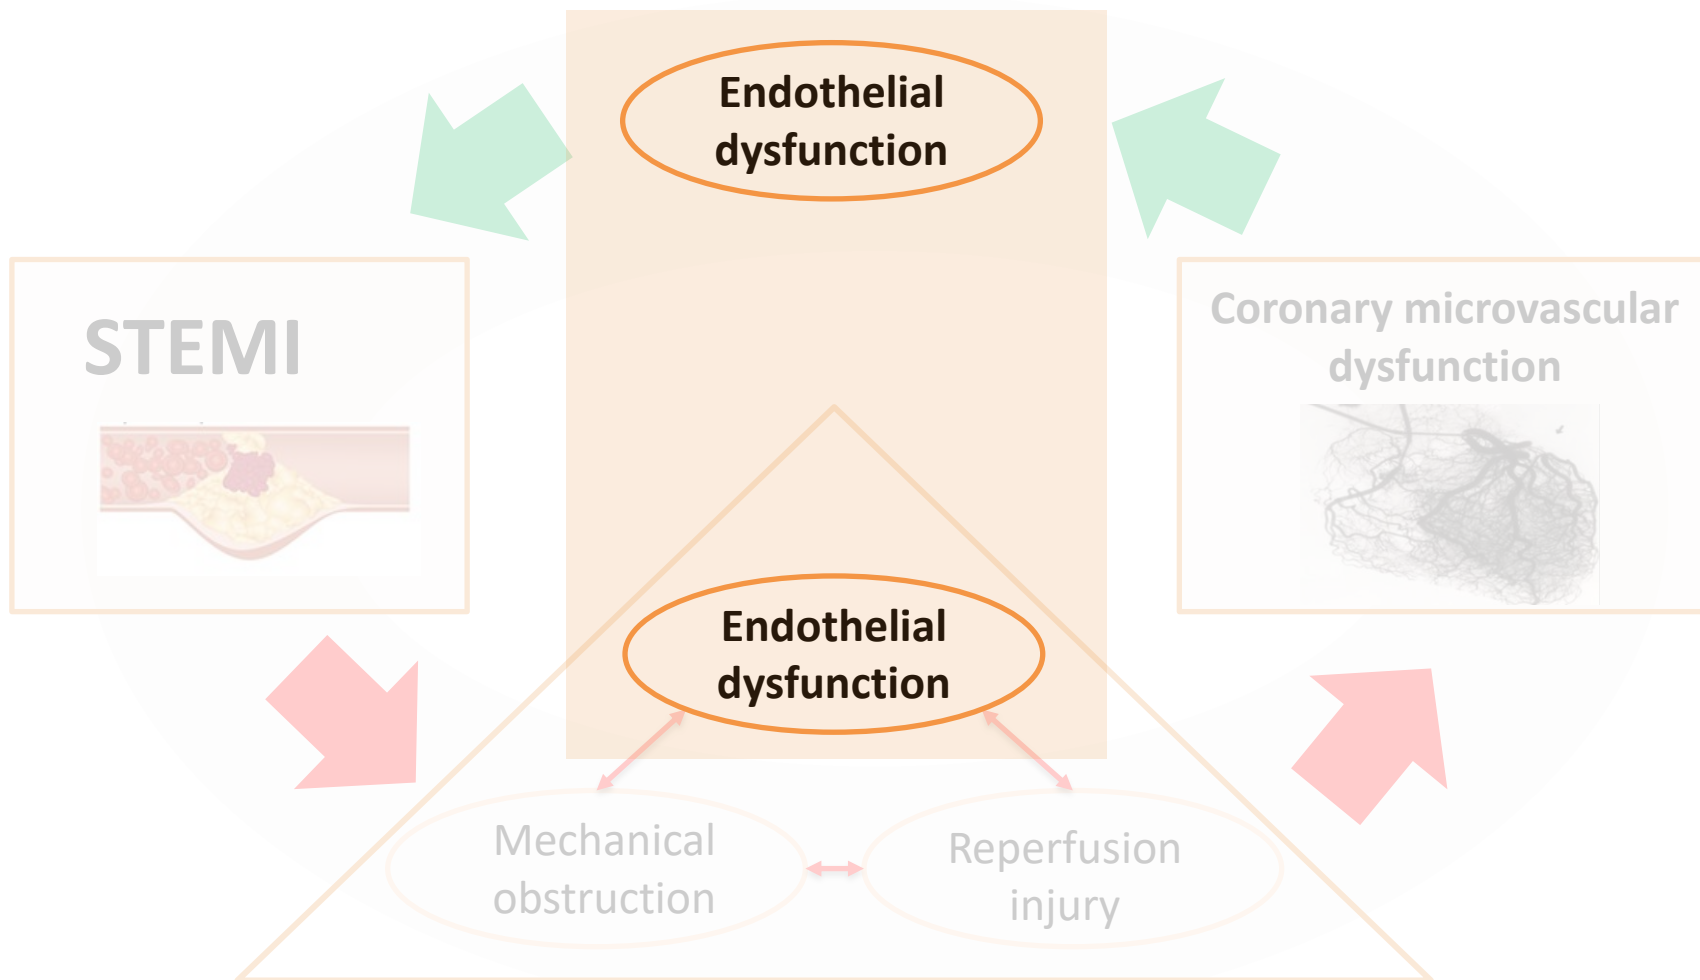 Endothelial
dysfunction
STEMI
Coronary microvascular
dysfunction
Endothelial
dysfunction
Mechanical
obstruction
Reperfusion
injury